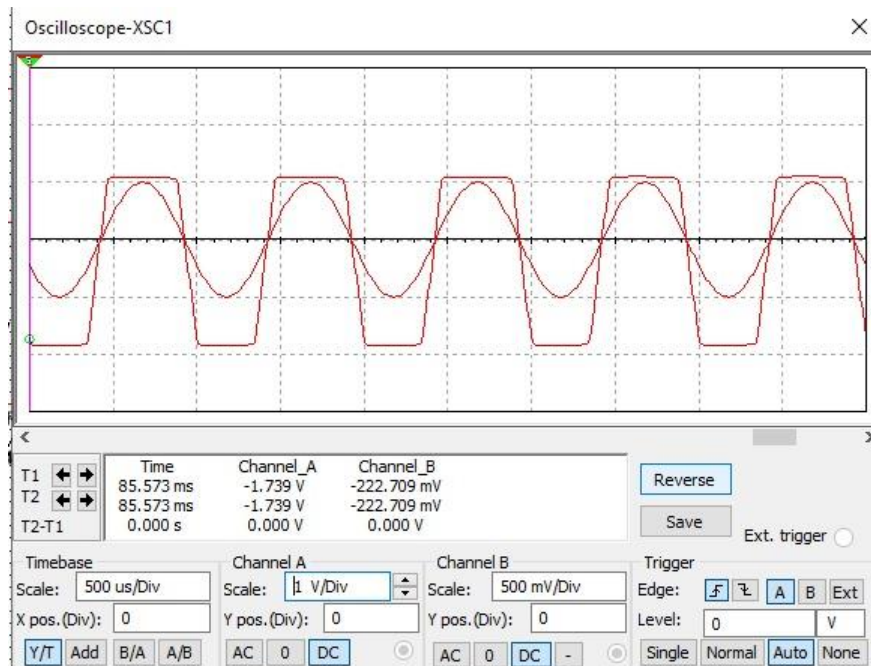 Oscilloscope-XSC1
T1
T2
T2-T1
Time Channel_A Channel_B
85.573 ms -1.739 V -222.709 mV
85.573 ms -1.739 V -222.709 mV
0.000 s 0.000 V 0.000 V
Reverse
Save
Ext. trigger
Timebase
Scale: 500 us/Div
X pos.(Div): 0
Y/T Add B/A A/B
Channel A
Scale: 1 V/Div
Y pos.(Div): 0
AC 0 DC
Channel B
Scale: 500 mV/Div
Y pos.(Div): 0
AC 0 DC -
Trigger
Edge: A B Ext
Level: 0 V
Single Normal Auto None